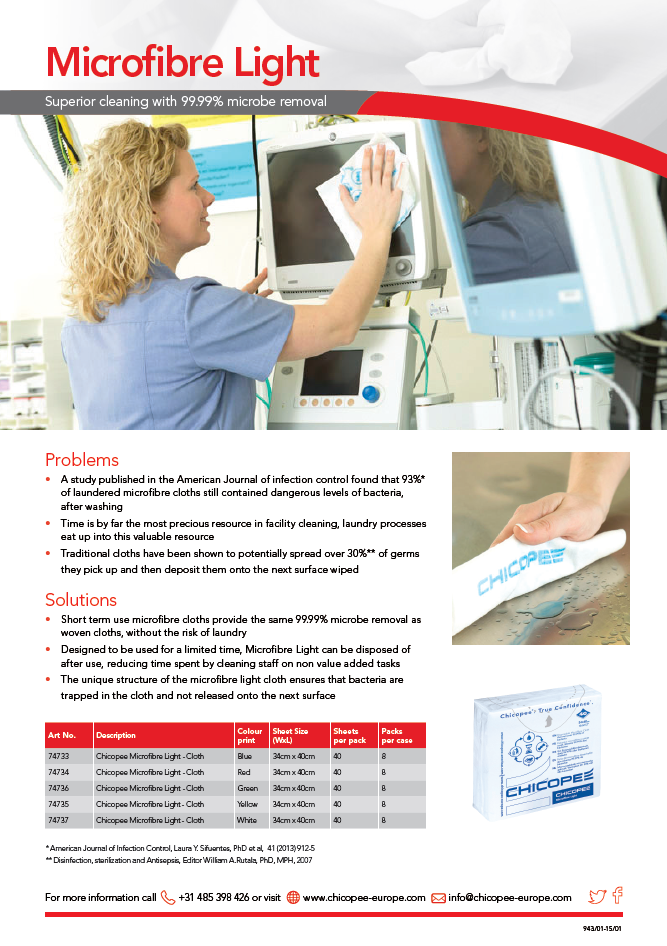 Microfibre Light
Superior cleaning with 99.99% microbe removal
Problems
• A study published in the American Journal of infection control found that 93%*
of laundered microfibre cloths still contained dangerous levels of bacteria,
after washing
• Time is by far the most precious resource in facility cleaning, laundry processes
eat up into this valuable resource
• Traditional cloths have been shown to potentially spread over 30%** of germs
they pick up and then deposit them onto the next surface wiped
CHICOPEE
Solutions
• Short term use microfibre cloths provide the same 99.99% microbe removal as
woven cloths, without the risk of laundry
• Designed to be used for a limited time, Microfibre Light can be disposed of
after use, reducing time spent by cleaning staff on non value added tasks
• The unique structure of the microfibre light cloth ensures that bacteria are
trapped in the cloth and not released onto the next surface
Chicopee's True Confidence
CHICOPEE
CHICOPEE
Art No. Description Colour print Sheet Size (WxL) Sheets per pack Packs per case
74733 Chicopee Microfibre Light - Cloth Blue 34cm x 40cm 40 8
74734 Chicopee Microfibre Light - Cloth Red 34cm x 40cm 40 8
74736 Chicopee Microfibre Light - Cloth Green 34cm x 40cm 40 8
74735 Chicopee Microfibre Light - Cloth Yellow 34cm x 40cm 40 8
74737 Chicopee Microfibre Light - Cloth White 34cm x 40cm 40 8
* American Journal of Infection Control, Laura Y. Sifuentes, PhD et al, 41 (2013) 912-5
** Disinfection, sterilization and Antisepsis, Editor William A.Rutala, PhD, MPH, 2007
For more information call +31 485 398 426 or visit www.chicopee-europe.com info@chicopee-europe.com
943/01-15/01